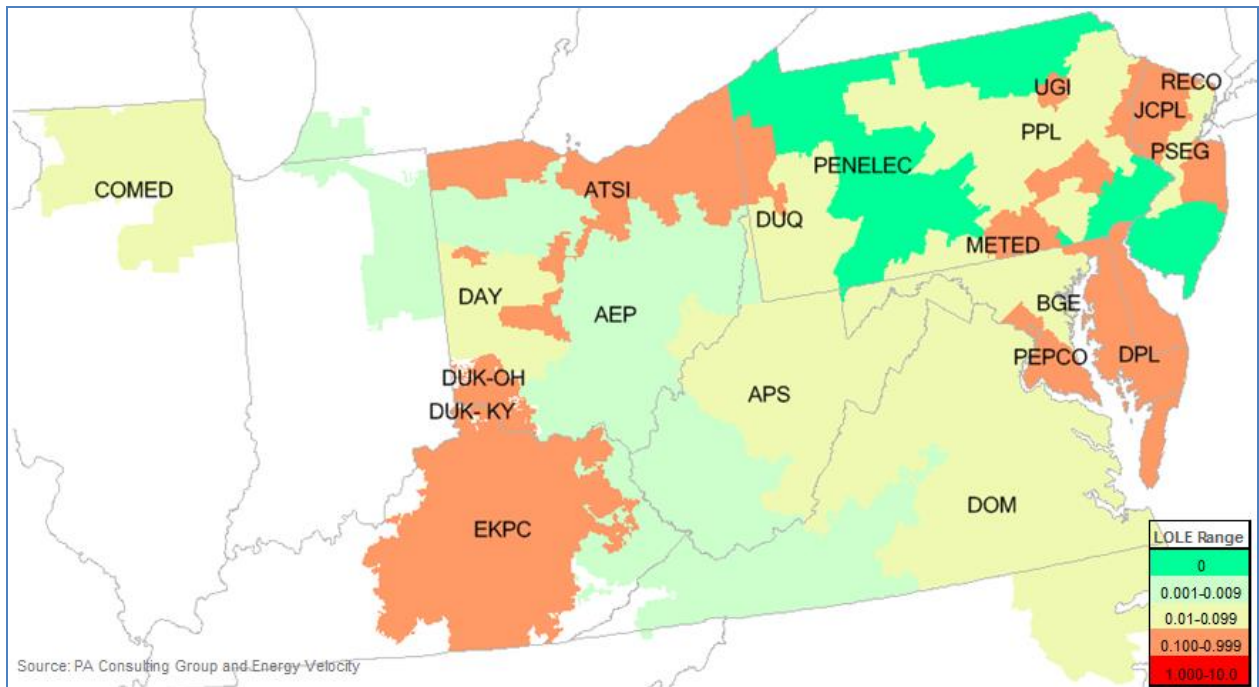 UGI
RECO
JCPL
PPL
PSEG
PENELEC
COMED
ATSI
DUQ
METED
DAY
AEP
BGE
PEPCO
DPL
DUK-OH
APS
DUK- KY
DOM
EKPC
LOLE Range
0
0.001-0.009
0.01-0.099
0.100-0.999
1.000-10.0
Source: PA Consulting Group and Energy Velocity